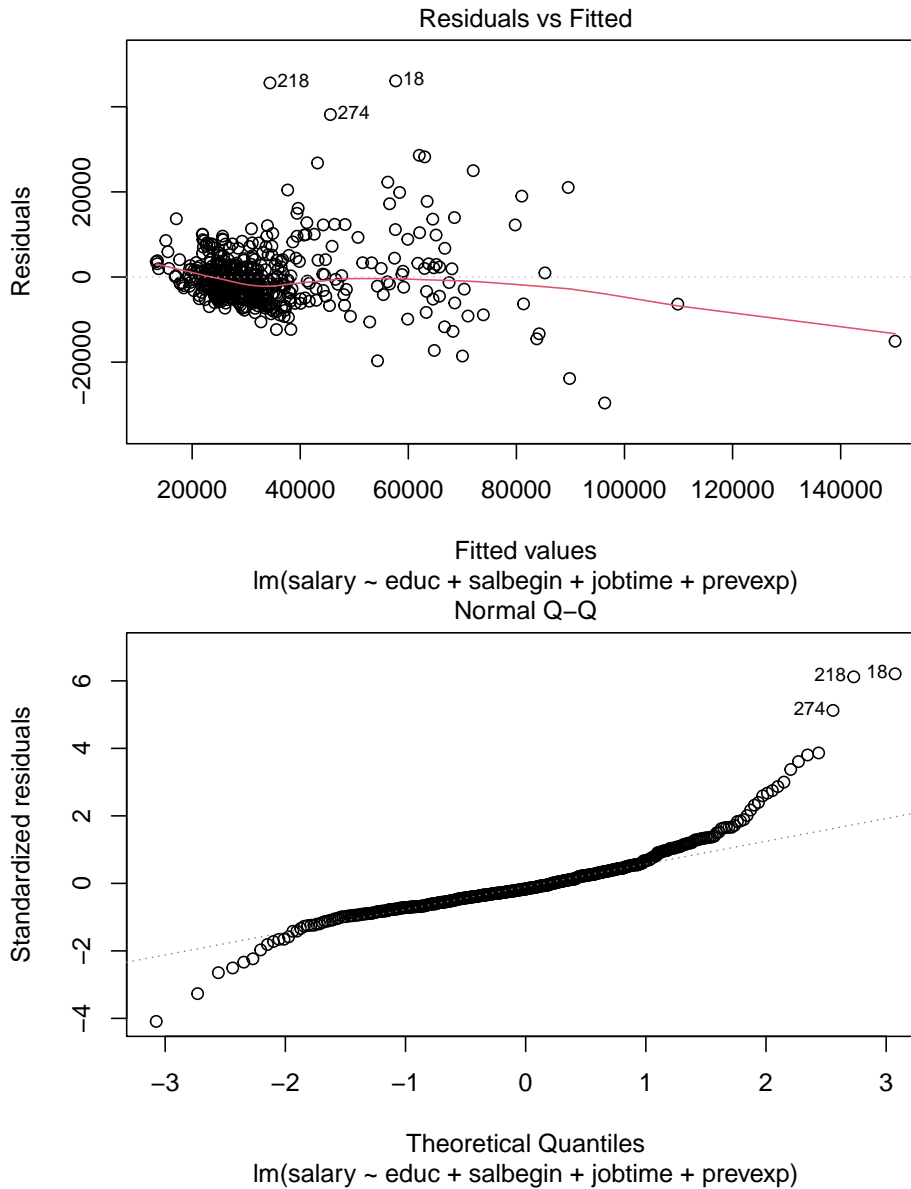 Residuals vs Fitted
218
18
274
Residuals
20000
0
−20000
20000 40000 60000 80000 100000 120000 140000
Fitted values
lm(salary ~ educ + salbegin + jobtime + prevexp)
Normal Q−Q
218 18
274
Standardized residuals
6
4
2
0
−2
−4
−3 −2 −1 0 1 2 3
Theoretical Quantiles
lm(salary ~ educ + salbegin + jobtime + prevexp)